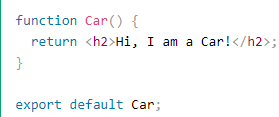 function Car() {
  return <h2>Hi, I am a Car!</h2>;
}

export default Car;